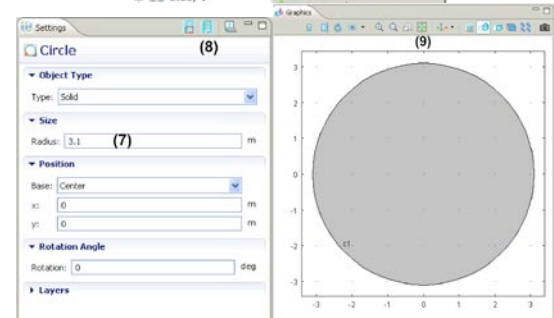 Settings
(8)
Circle
Object Type
Type: Solid
Size
Radius: 3.1 (7) m
Position
Base: Center
x: 0 m
y: 0 m
Rotation Angle
Rotation: 0 deg
Layers
Graphics
(9)
3
2
1
0
-1
-2
-3
c1
-3 -2 -1 0 1 2 3